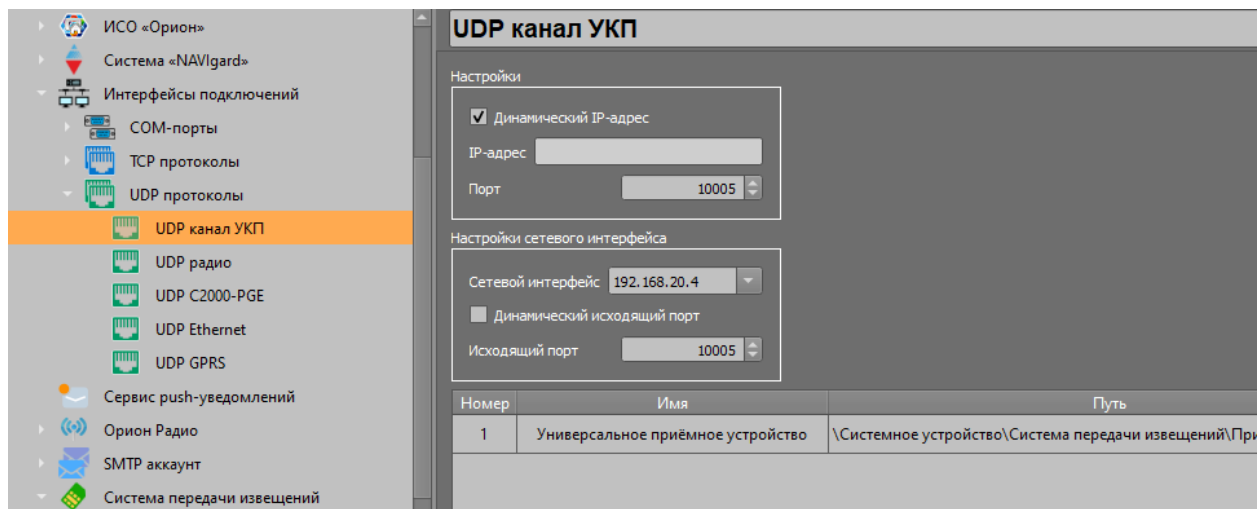 ИСО «Орион»
Система «NAVIgard»
Интерфейсы подключений
COM-порты
TCP протоколы
UDP протоколы
UDP канал УКП
UDP радио
UDP C2000-PGE
UDP Ethernet
UDP GPRS
Сервис push-уведомлений
Орион Радио
SMTP аккаунт
Система передачи извещений
UDP канал УКП
Настройки
Динамический IP-адрес
IP-адрес
Порт 10005
Настройки сетевого интерфейса
Сетевой интерфейс 192.168.20.4
Динамический исходящий порт
Исходящий порт 10005
Номер Имя Путь
1 Универсальное приёмное устройство \Системное устройство\Система передачи извещений\При